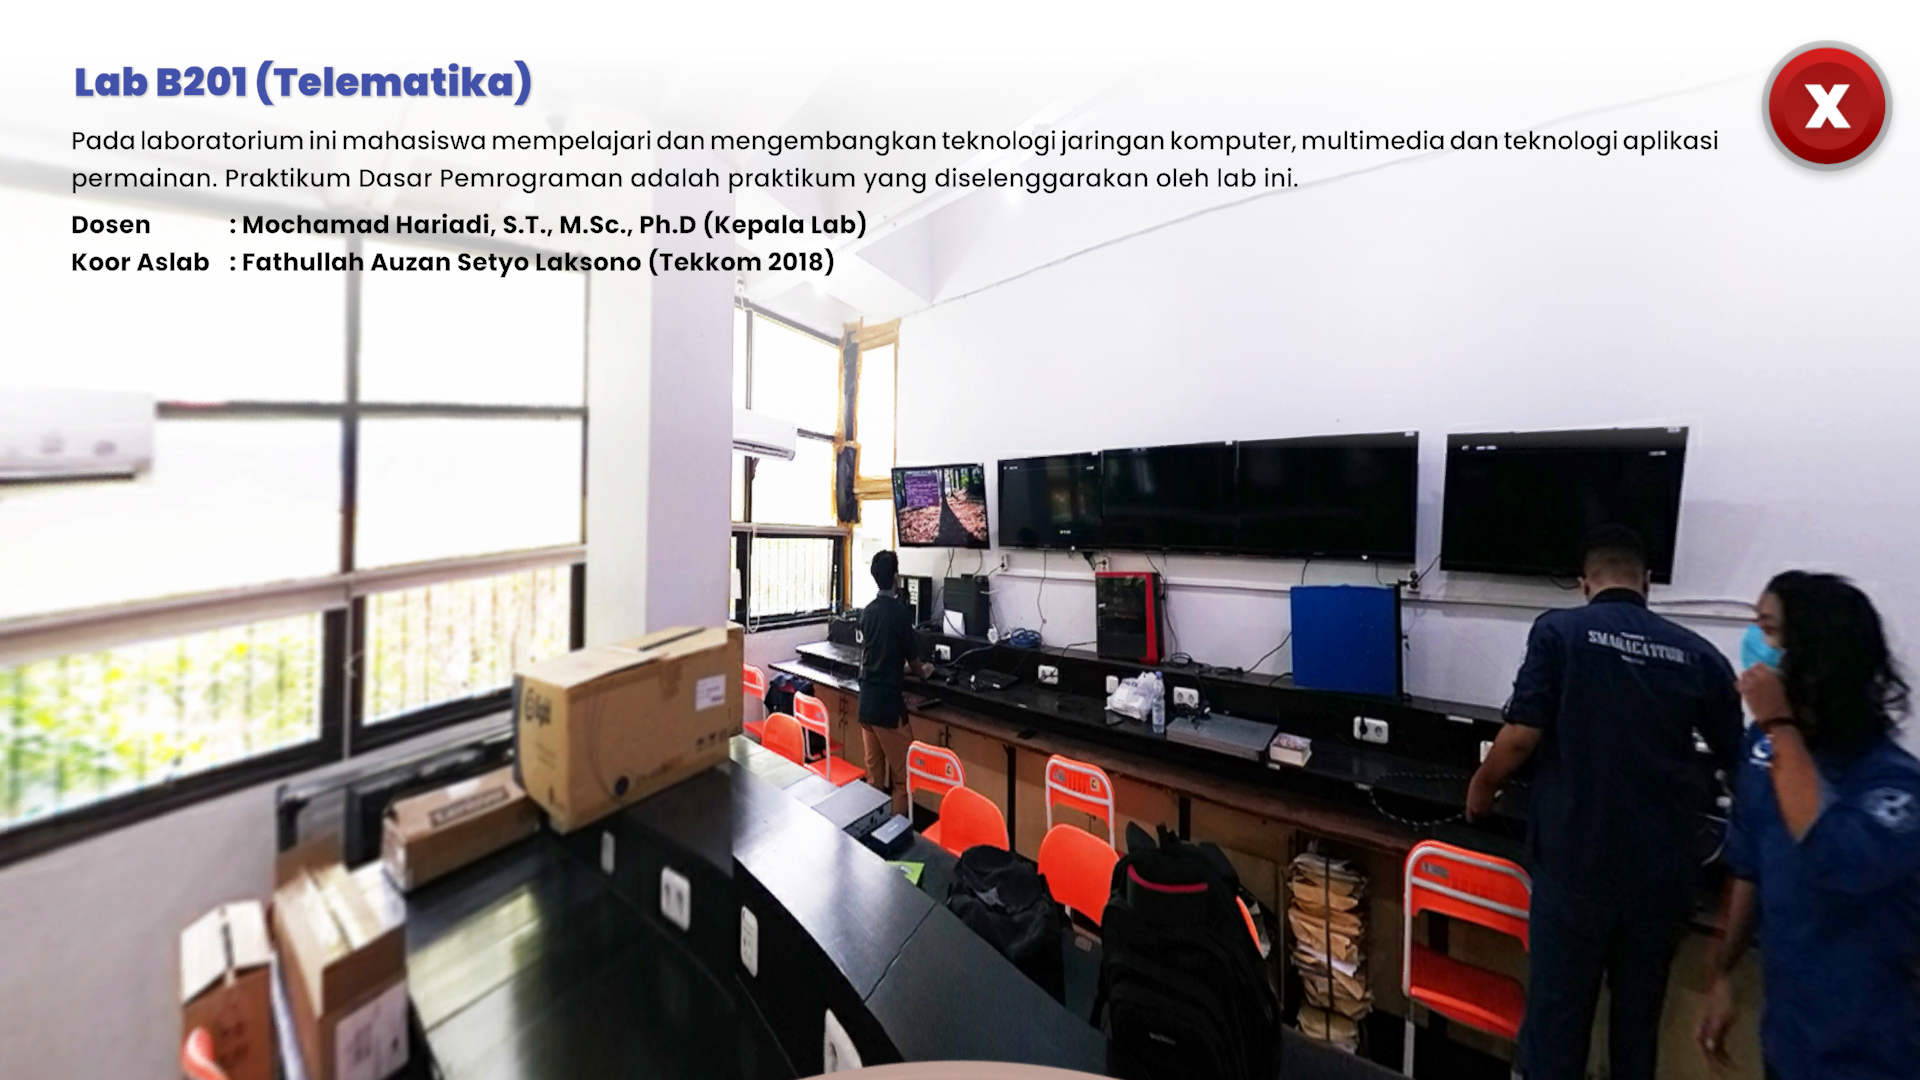 Lab B201 (Telematika)
X
Pada laboratorium ini mahasiswa mempelajari dan mengembangkan teknologi jaringan komputer, multimedia dan teknologi aplikasi
permainan. Praktikum Dasar Pemrograman adalah praktikum yang diselenggarakan oleh lab ini.
Dosen : Mochamad Hariadi, S.T., M.Sc., Ph.D (Kepala Lab)
Koor Aslab : Fathullah Auzan Setyo Laksono (Tekkom 2018)